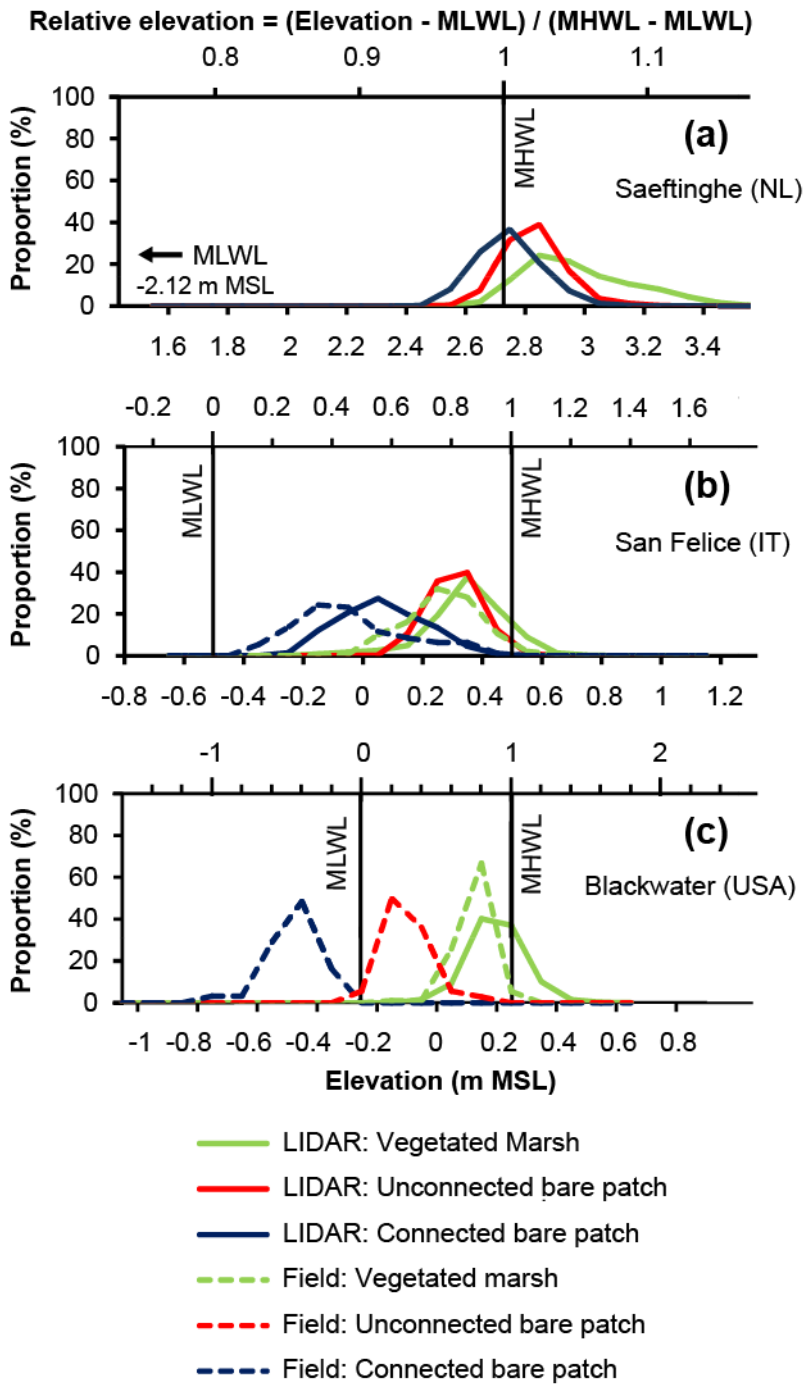 Relative elevation = (Elevation - MLWL) / (MHWL - MLWL)
0.8 0.9 1 1.1
100
80
60
40
20
0
Proportion (%)
MHWL
(a)
Saeftinghe (NL)
MLWL
-2.12 m MSL
1.6 1.8 2 2.2 2.4 2.6 2.8 3 3.2 3.4
-0.2 0 0.2 0.4 0.6 0.8 1 1.2 1.4 1.6
100
80
60
40
20
0
Proportion (%)
MLWL
MHWL
(b)
San Felice (IT)
-0.8 -0.6 -0.4 -0.2 0 0.2 0.4 0.6 0.8 1 1.2
-1 0 1 2
100
80
60
40
20
0
Proportion (%)
MLWL
MHWL
(c)
Blackwater (USA)
-1 -0.8 -0.6 -0.4 -0.2 0 0.2 0.4 0.6 0.8
Elevation (m MSL)
LIDAR: Vegetated Marsh
LIDAR: Unconnected bare patch
LIDAR: Connected bare patch
Field: Vegetated marsh
Field: Unconnected bare patch
Field: Connected bare patch